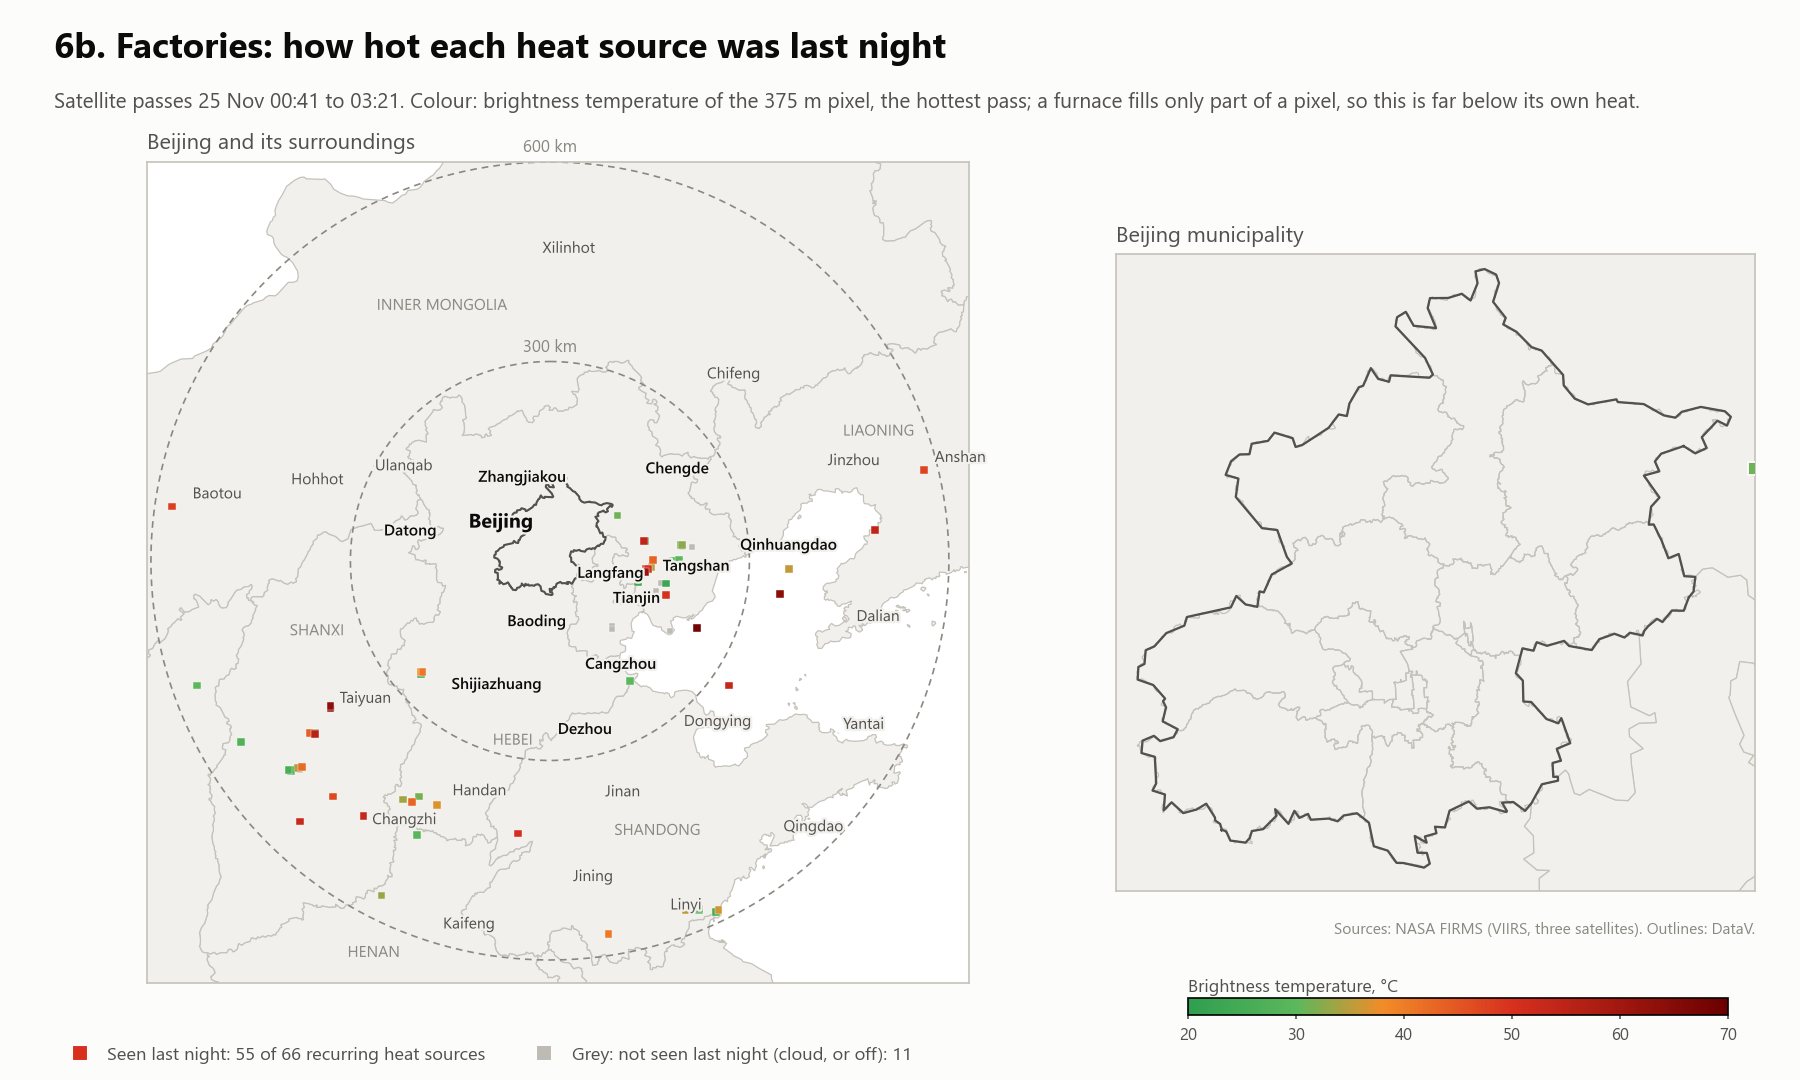 6b. Factories: how hot each heat source was last night
Satellite passes 25 Nov 00:41 to 03:21. Colour: brightness temperature of the 375 m pixel, the hottest pass; a furnace fills only part of a pixel, so this is far below its own heat.
Beijing and its surroundings
600 km
Beijing municipality
Xilinhot
INNER MONGOLIA
300 km
Chifeng
LIAONING
Jinzhou
Anshan
Ulanqab
Zhangjiakou
Chengde
Hohhot
Baotou
Beijing
Datong
Qinhuangdao
Langfang
Tangshan
Tianjin
Dalian
Baoding
SHANXI
Cangzhou
Shijiazhuang
Taiyuan
Dongying
Yantai
Dezhou
HEBEI
Handan
Jinan
Changzhi
SHANDONG
Qingdao
Jining
Linyi
Kaifeng
HENAN
Sources: NASA FIRMS (VIIRS, three satellites). Outlines: DataV.
Brightness temperature, °C
20 30 40 50 60 70
Seen last night: 55 of 66 recurring heat sources
Grey: not seen last night (cloud, or off): 11